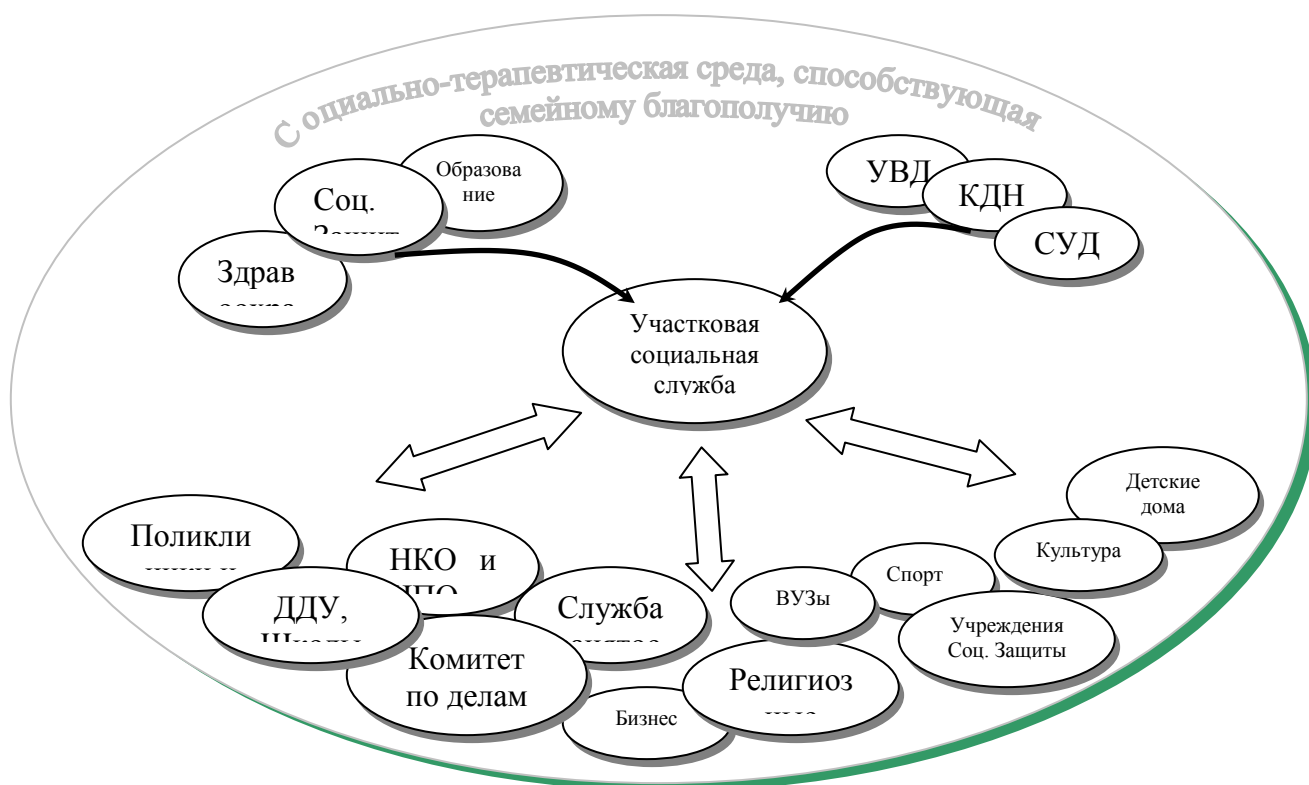 Социально-терапевтическая среда, способствующая
семейному благополучию
Образова
ние
Соц.
Здрав
УВД
КДН
СУД
Участковая
социальная
служба
Детские
дома
Культура
Спорт
ВУЗы
Учреждения
Соц. Защиты
Поликли
НКО и
ДДУ,
Служба
Комитет
по делам
Религиоз
Бизнес